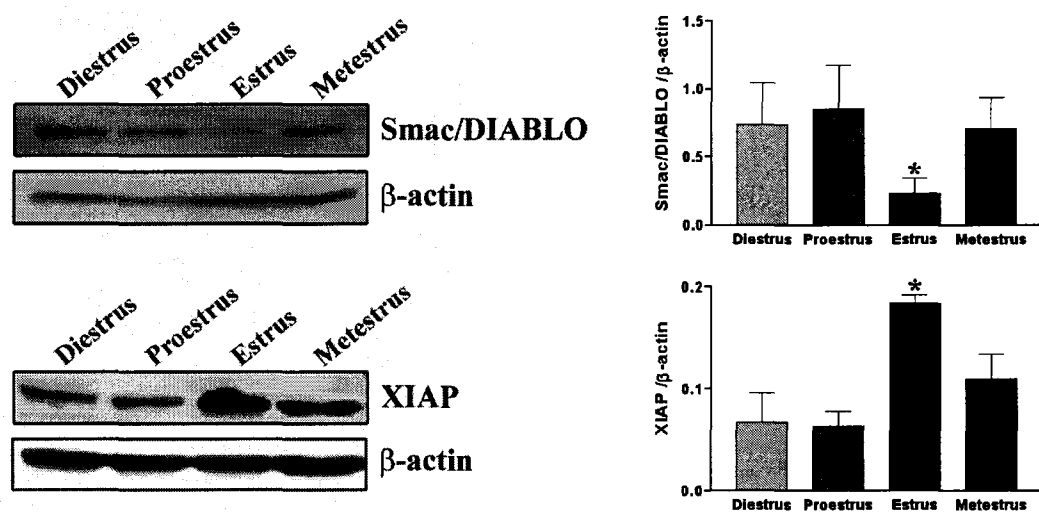 Diestrus Proestrus Estrus Metestrus
Smac/DIABLO
β-actin
Diestrus Proestrus Estrus Metestrus
XIAP
β-actin
Smac/DIABLO/β-actin
1.5
1.0
0.5
0.0
*
Diestrus Proestrus Estrus Metestrus
XIAP/β-actin
0.2
0.1
0.0
*
Diestrus Proestrus Estrus Metestrus